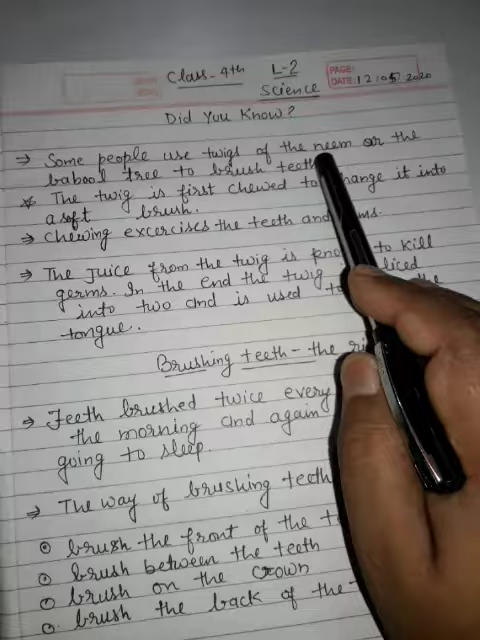 Class-4th L-2
PAGE:
DATE: 12/05/2020
Science
Did You Know?
⇒ Some people use twigs of the neem or the
babool tree to brush teeth
* The twig is first chewed to change it into
a soft brush.
⇒ Chewing excercises the teeth and
⇒ The Juice from the twig is to kill
germs. In the end the twig
into two and is used the
tongue.
Brushing teeth - the
⇒ Teeth brushed twice every
the morning and again
going to sleep.
⇒ The way of brushing teeth
brush the front of the
brush between the teeth
brush on the crown
brush the back of the